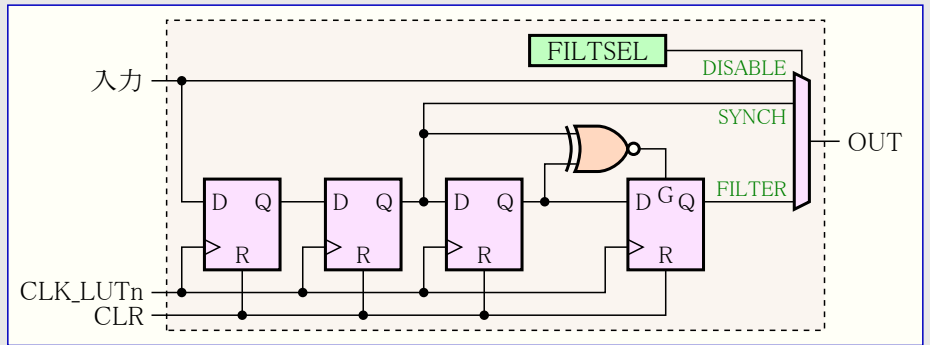 FILTSEL
入力
DISABLE
SYNCH
OUT
FILTER
D Q
D Q
D Q
D G Q
R
R
R
R
CLK_LUTn
CLR